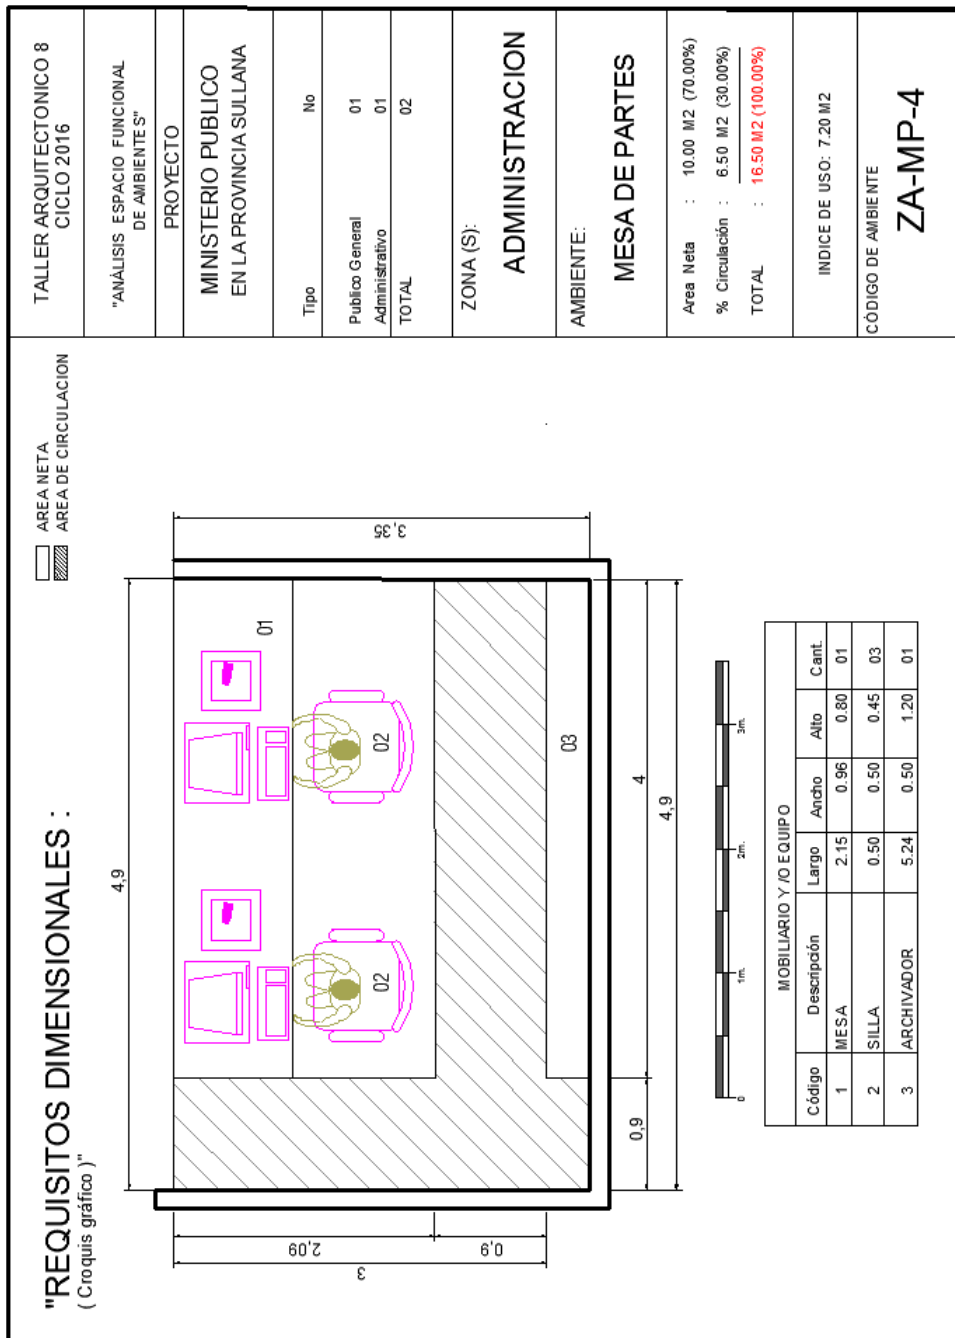 "REQUISITOS DIMENSIONALES :
( Croquis gráfico )"
AREA NETA
AREA DE CIRCULACION
4,9
3,35
2,09
0,9
3
01
02
02
03
0,9
4
4,9
0
1m.
2m.
3m.
MOBILIARIO Y /O EQUIPO
Código Descripción Largo Ancho Alto Cant.
1 MESA 2.15 0.96 0.80 01
2 SILLA 0.50 0.50 0.45 03
3 ARCHIVADOR 5.24 0.50 1.20 01
TALLER ARQUITECTONICO 8
CICLO 2016
"ANÁLISIS ESPACIO FUNCIONAL
DE AMBIENTES"
PROYECTO
MINISTERIO PUBLICO
EN LA PROVINCIA SULLANA
Tipo No
Publico General 01
Administrativo 01
TOTAL 02
ZONA (S):
ADMINISTRACION
AMBIENTE:
MESA DE PARTES
Area Neta : 10.00 M2 (70.00%)
% Circulación : 6.50 M2 (30.00%)
TOTAL : 16.50 M2 (100.00%)
INDICE DE USO: 7.20 M2
CÓDIGO DE AMBIENTE
ZA-MP-4